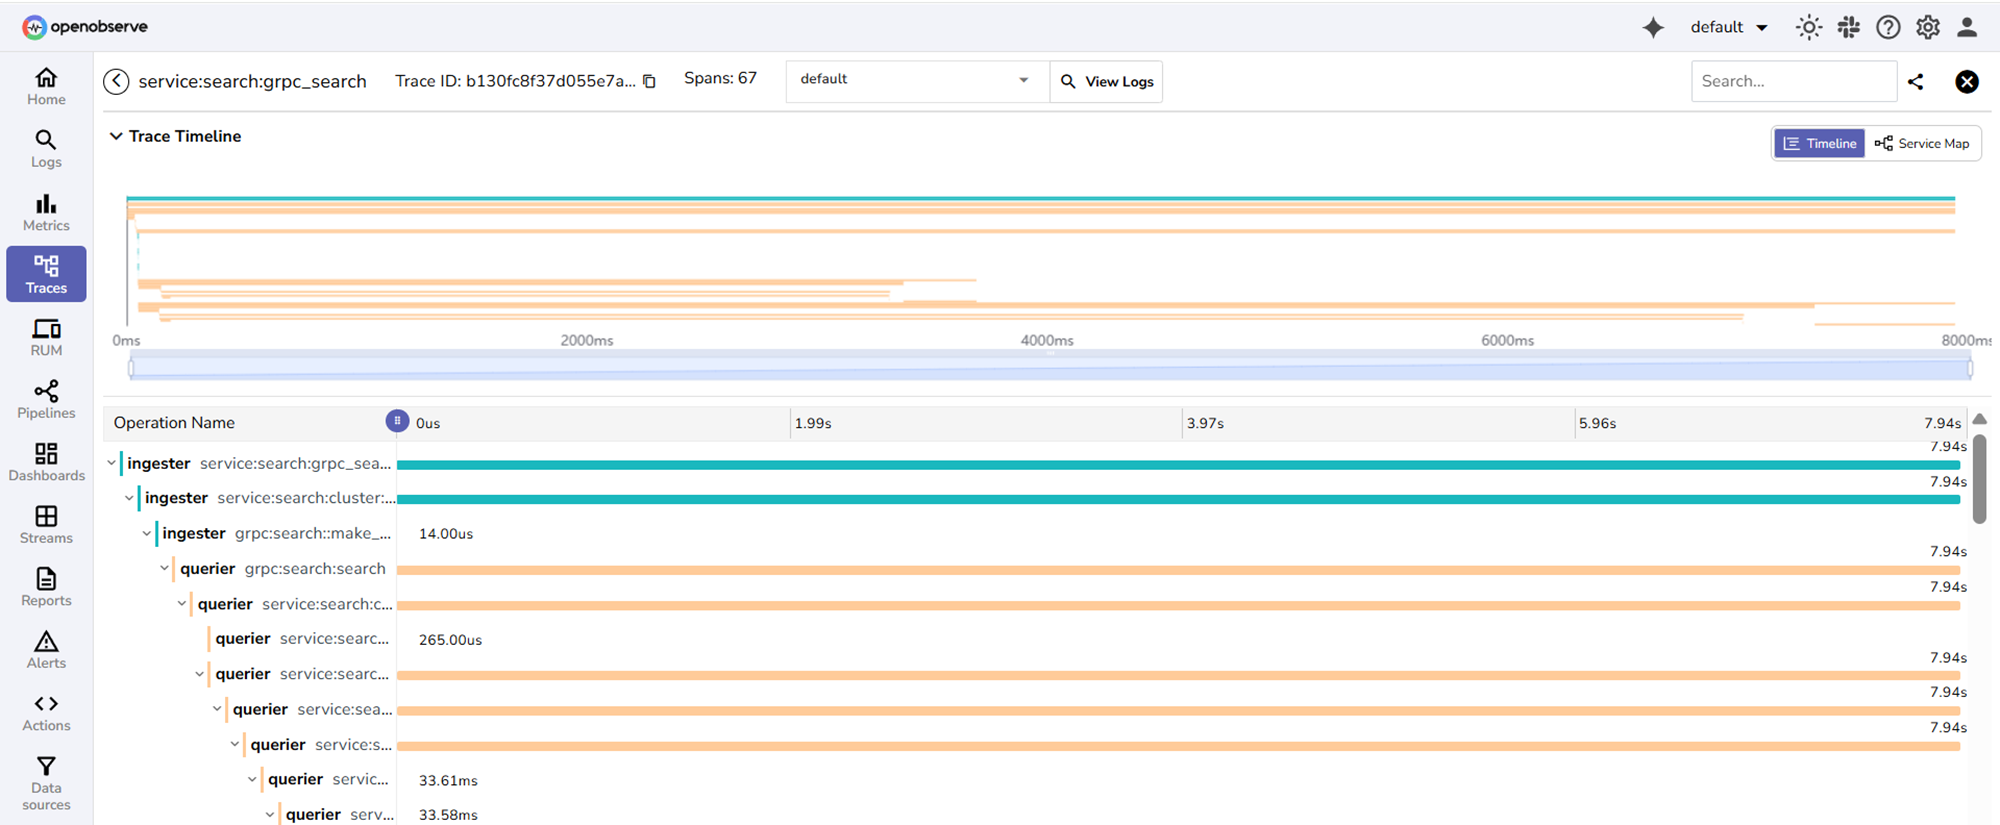 openobserve
default
Home
Logs
Metrics
Traces
RUM
Pipelines
Dashboards
Streams
Reports
Alerts
Actions
Data
sources
service:search:grpc_search
Trace ID: b130fc8f37d055e7a...
Spans: 67
default
View Logs
Search...
Trace Timeline
Timeline
Service Map
0ms 2000ms 4000ms 6000ms 8000ms
Operation Name 0us 1.99s 3.97s 5.96s 7.94s
7.94s
ingester service:search:grpc_sea...
7.94s
ingester service:search:cluster:...
ingester grpc:search::make_... 14.00us
7.94s
querier grpc:search:search
7.94s
querier service:search:c...
querier service:searc... 265.00us
7.94s
querier service:searc...
7.94s
querier service:sea...
7.94s
querier service:s...
querier servic... 33.61ms
querier serv... 33.58ms